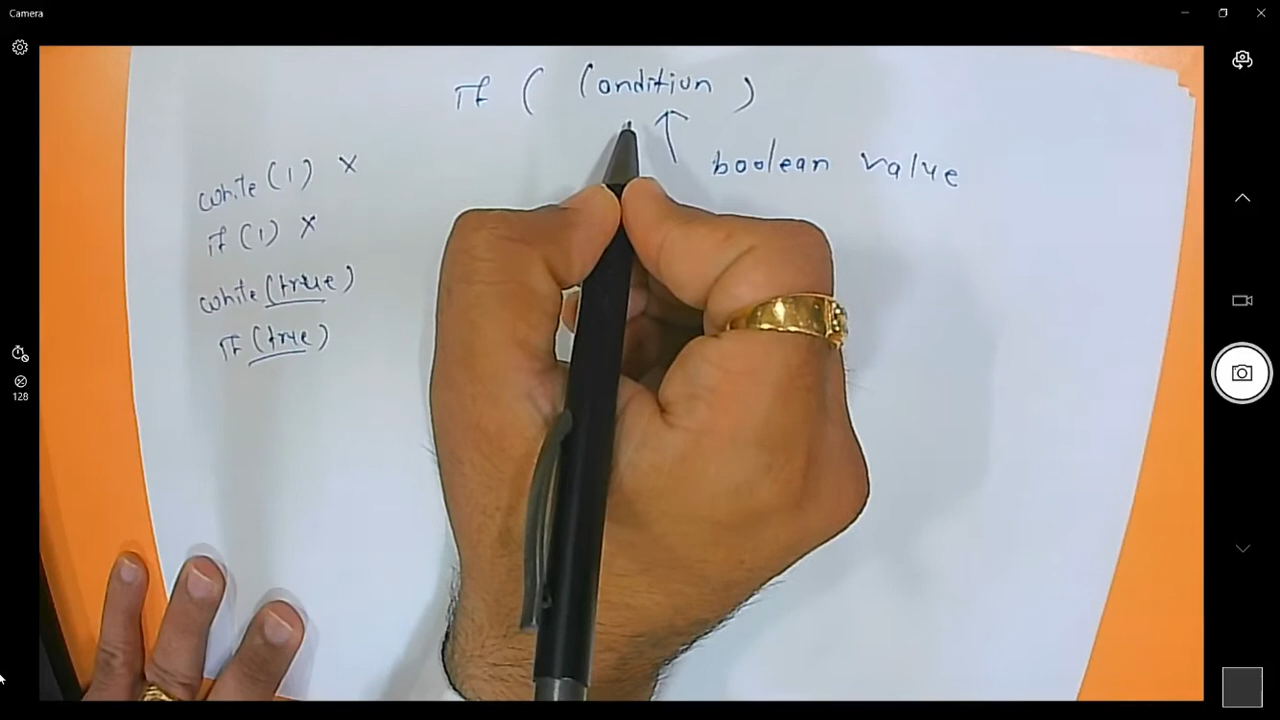 Camera
if ( Condition )
boolean value
while (1) x
if (1) x
while (true)
if (true)
128